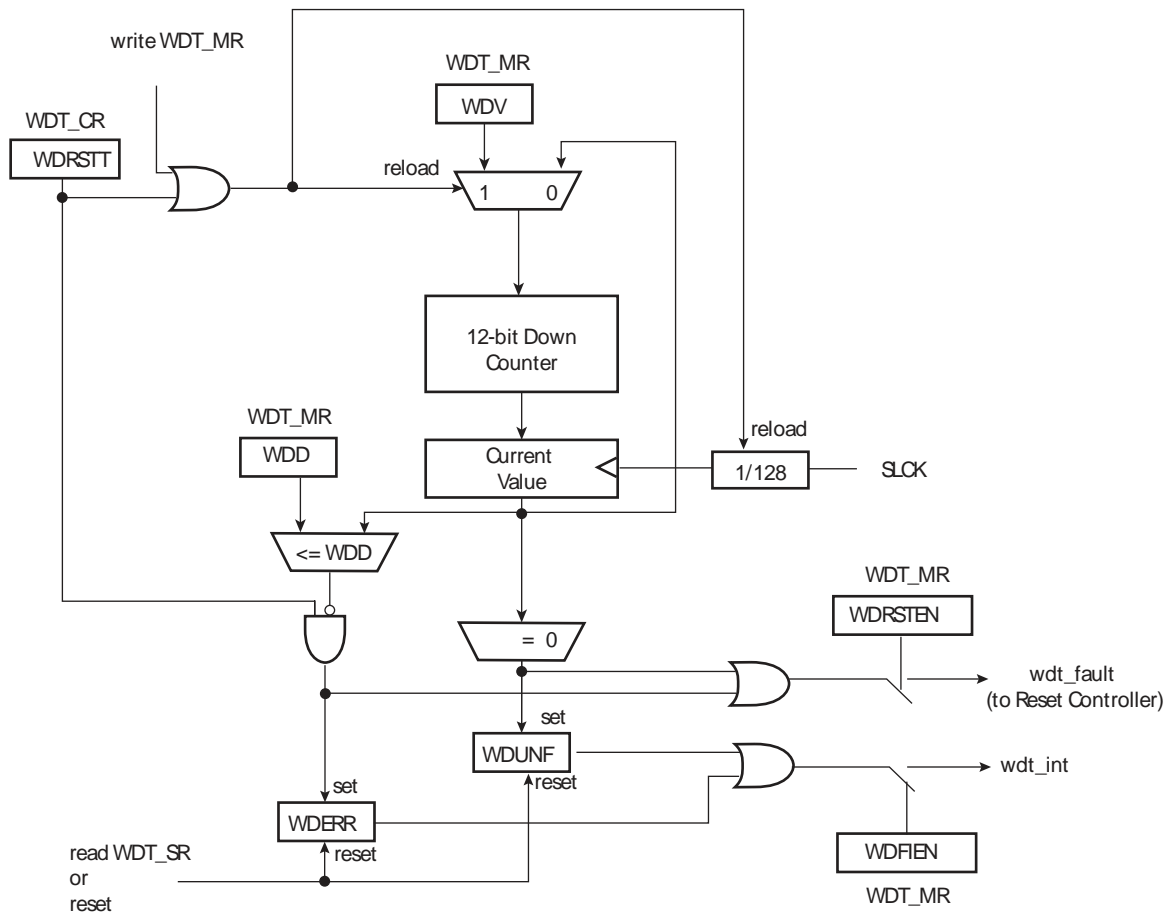 write WDT_MR
WDT_MR
WDV
WDT_CR
WDRSTT
reload
1 0
12-bit Down
Counter
WDT_MR
WDD
reload
Current
Value
1/128
SLCK
<= WDD
WDT_MR
WDRSTEN
= 0
wdt_fault
(to Reset Controller)
set
WDUNF
reset
wdt_int
set
WDERR
reset
WDFIEN
read WDT_SR
or
reset
WDT_MR